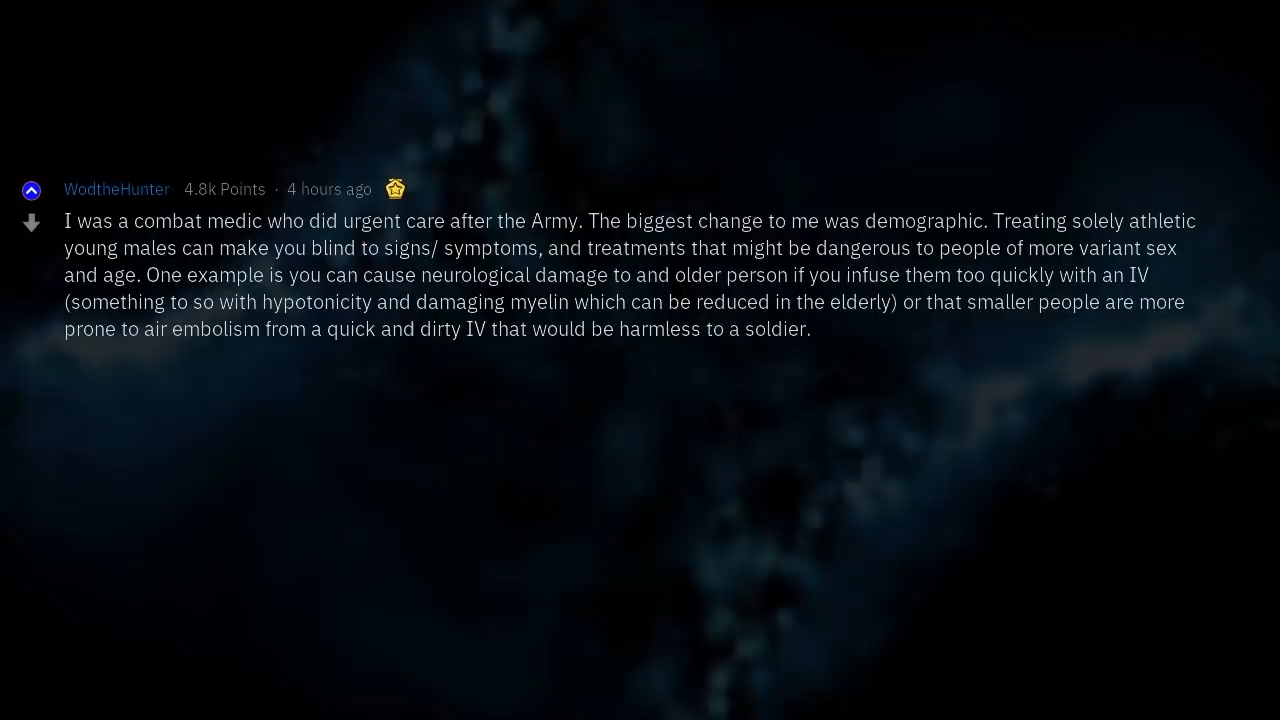 WodtheHunter 4.8k Points · 4 hours ago
I was a combat medic who did urgent care after the Army. The biggest change to me was demographic. Treating solely athletic
young males can make you blind to signs/ symptoms, and treatments that might be dangerous to people of more variant sex
and age. One example is you can cause neurological damage to and older person if you infuse them too quickly with an IV
(something to so with hypotonicity and damaging myelin which can be reduced in the elderly) or that smaller people are more
prone to air embolism from a quick and dirty IV that would be harmless to a soldier.